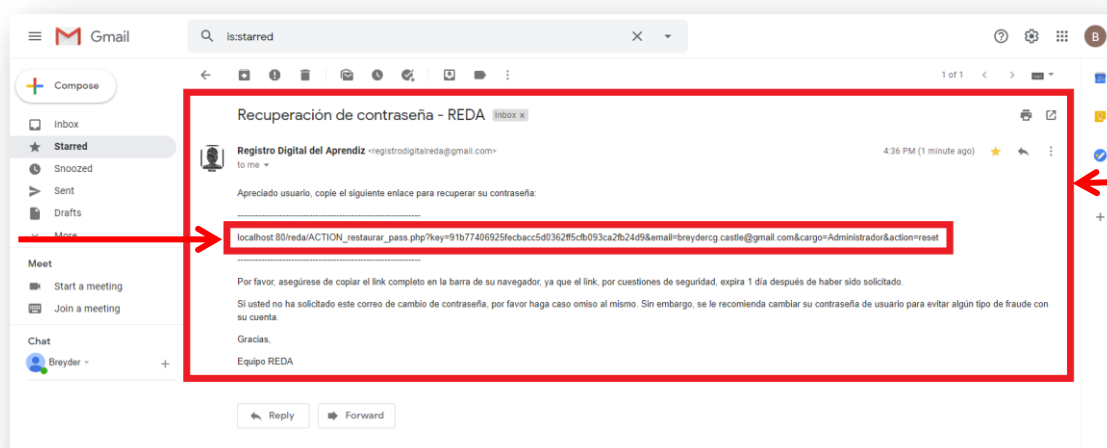 Gmail
is:starred
B
Compose
1 of 1
Recuperación de contraseña - REDA Inbox x
Inbox
Starred
Registro Digital del Aprendiz <registrodigitalreda@gmail.com>
4:36 PM (1 minute ago)
to me
Snoozed
Sent
Apreciado usuario, copie el siguiente enlace para recuperar su contraseña:
Drafts
------------------------------------------------------------
More
localhost:80/reda/ACTION_restaurar_pass.php?key=91b77406925fecbacc5d0362ff5cfb093ca2fb24d9&email=breydercg.castle@gmail.com&cargo=Administrador&action=reset
------------------------------------------------------------
Meet
Por favor, asegúrese de copiar el link completo en la barra de su navegador, ya que el link, por cuestiones de seguridad, expira 1 día después de haber sido solicitado.
Start a meeting
Si usted no ha solicitado este correo de cambio de contraseña, por favor haga caso omiso al mismo. Sin embargo, se le recomienda cambiar su contraseña de usuario para evitar algún tipo de fraude con
Join a meeting
su cuenta.
Gracias,
Chat
Equipo REDA
Breyder
Reply
Forward